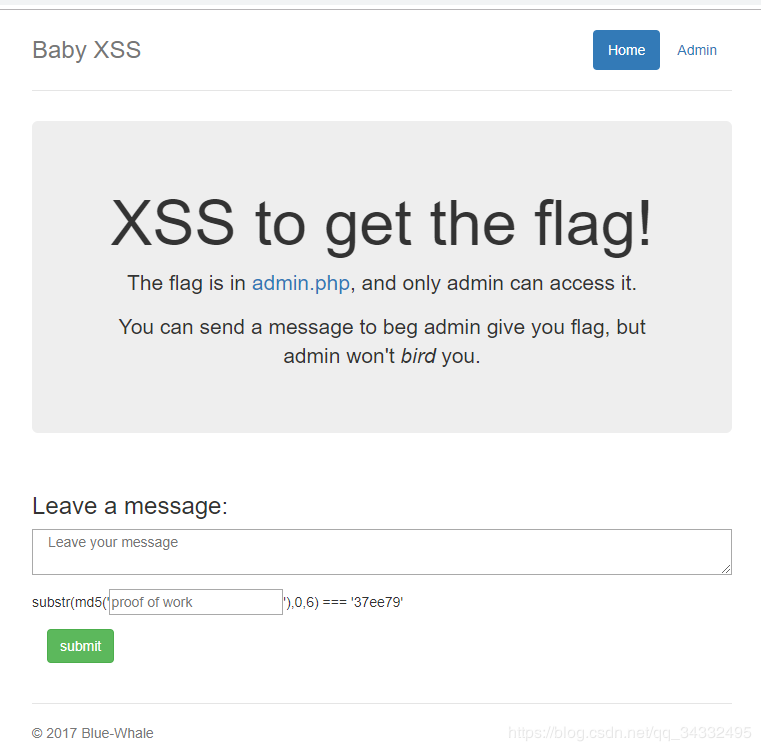 Baby XSS
Home
Admin
XSS to get the flag!
The flag is in admin.php, and only admin can access it.
You can send a message to beg admin give you flag, but
admin won't bird you.
Leave a message:
Leave your message
substr(md5('proof of work'),0,6) === '37ee79'
submit
© 2017 Blue-Whale
https://blog.csdn.net/qq_34332495